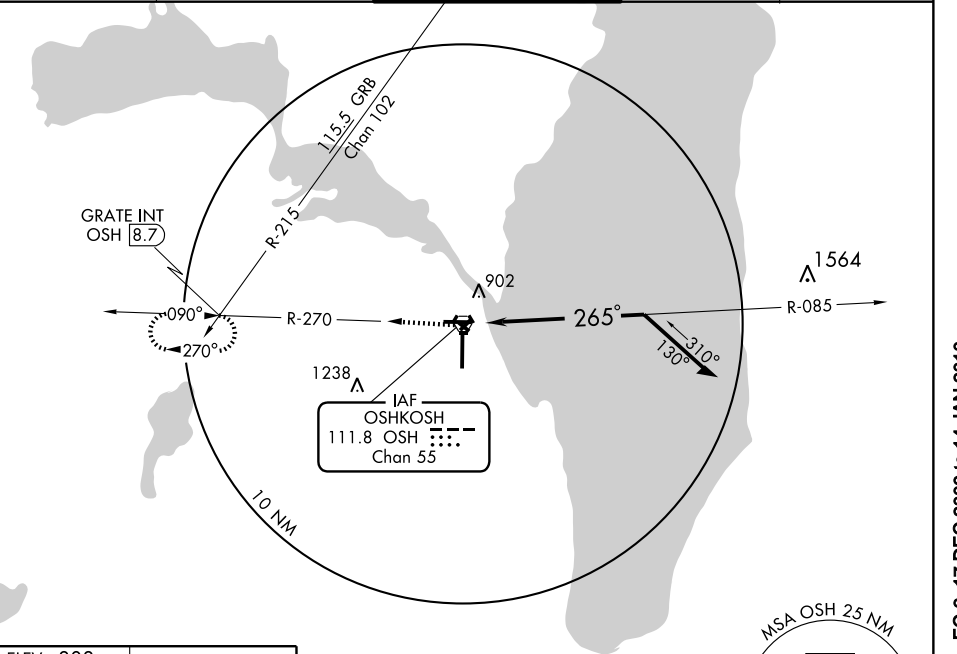 115.5 GRB
Chan 102
R-215
GRATE INT
OSH 8.7
090°
270°
R-270
902
265°
1564
R-085
310°
130°
1238
IAF
OSHKOSH
111.8 OSH
Chan 55
10 NM
MSA OSH 25 NM